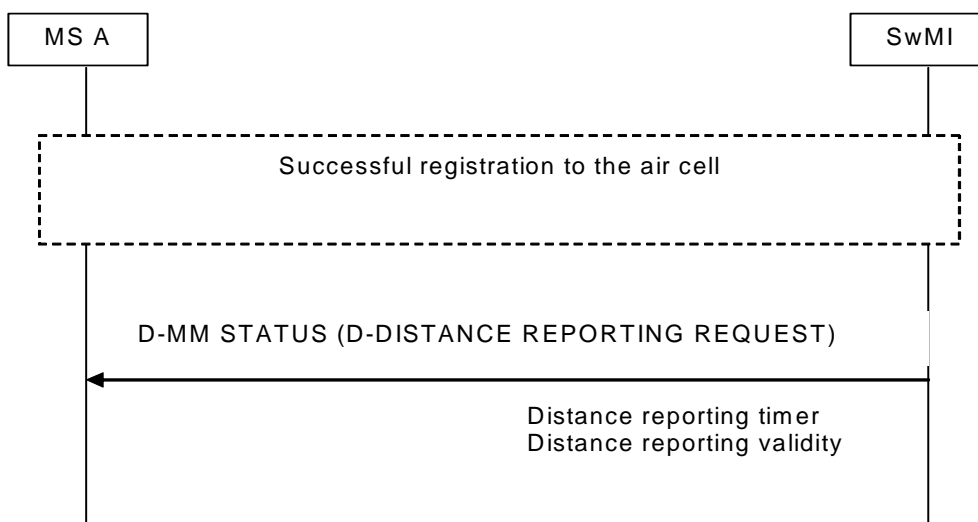 MS A
SwMI
Successful registration to the air cell
D-MM STATUS (D-DISTANCE REPORTING REQUEST)
Distance reporting timer
Distance reporting validity